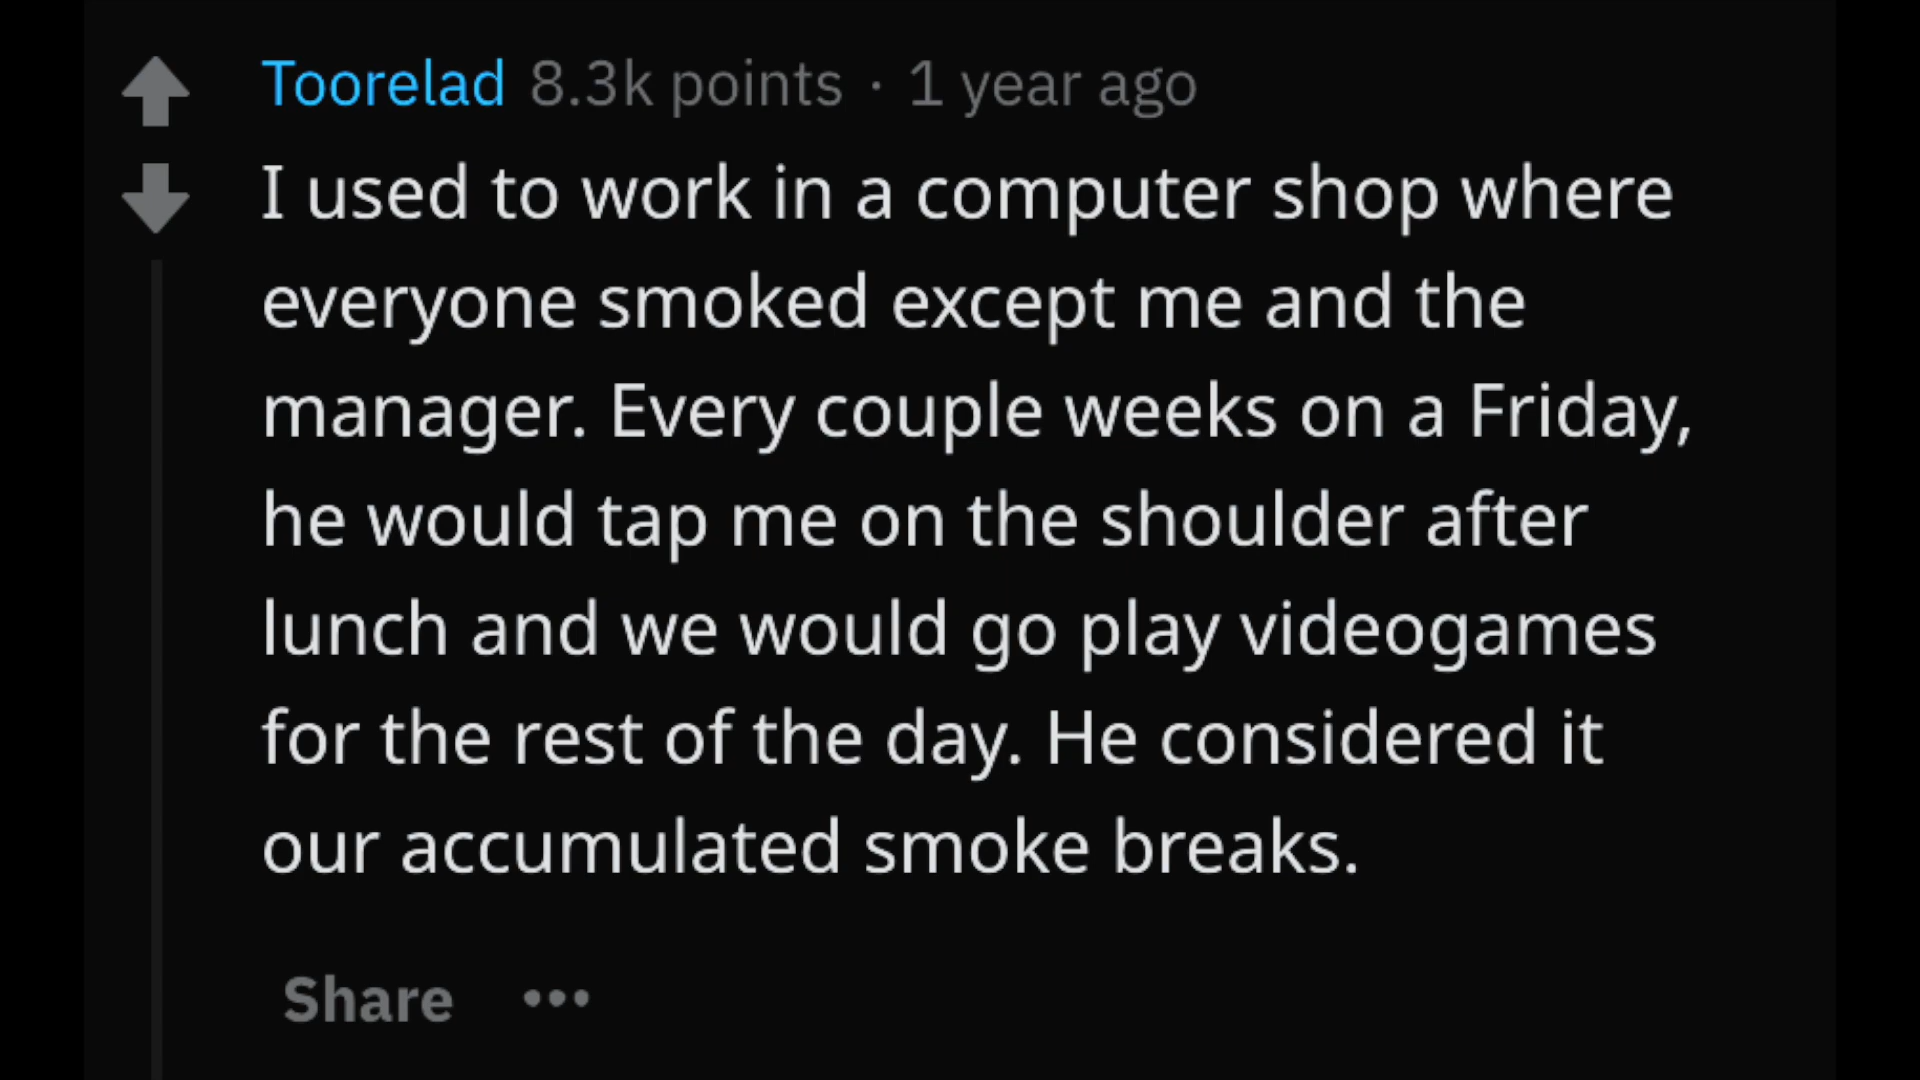 Toorelad 8.3k points · 1 year ago
I used to work in a computer shop where
everyone smoked except me and the
manager. Every couple weeks on a Friday,
he would tap me on the shoulder after
lunch and we would go play videogames
for the rest of the day. He considered it
our accumulated smoke breaks.
Share •••